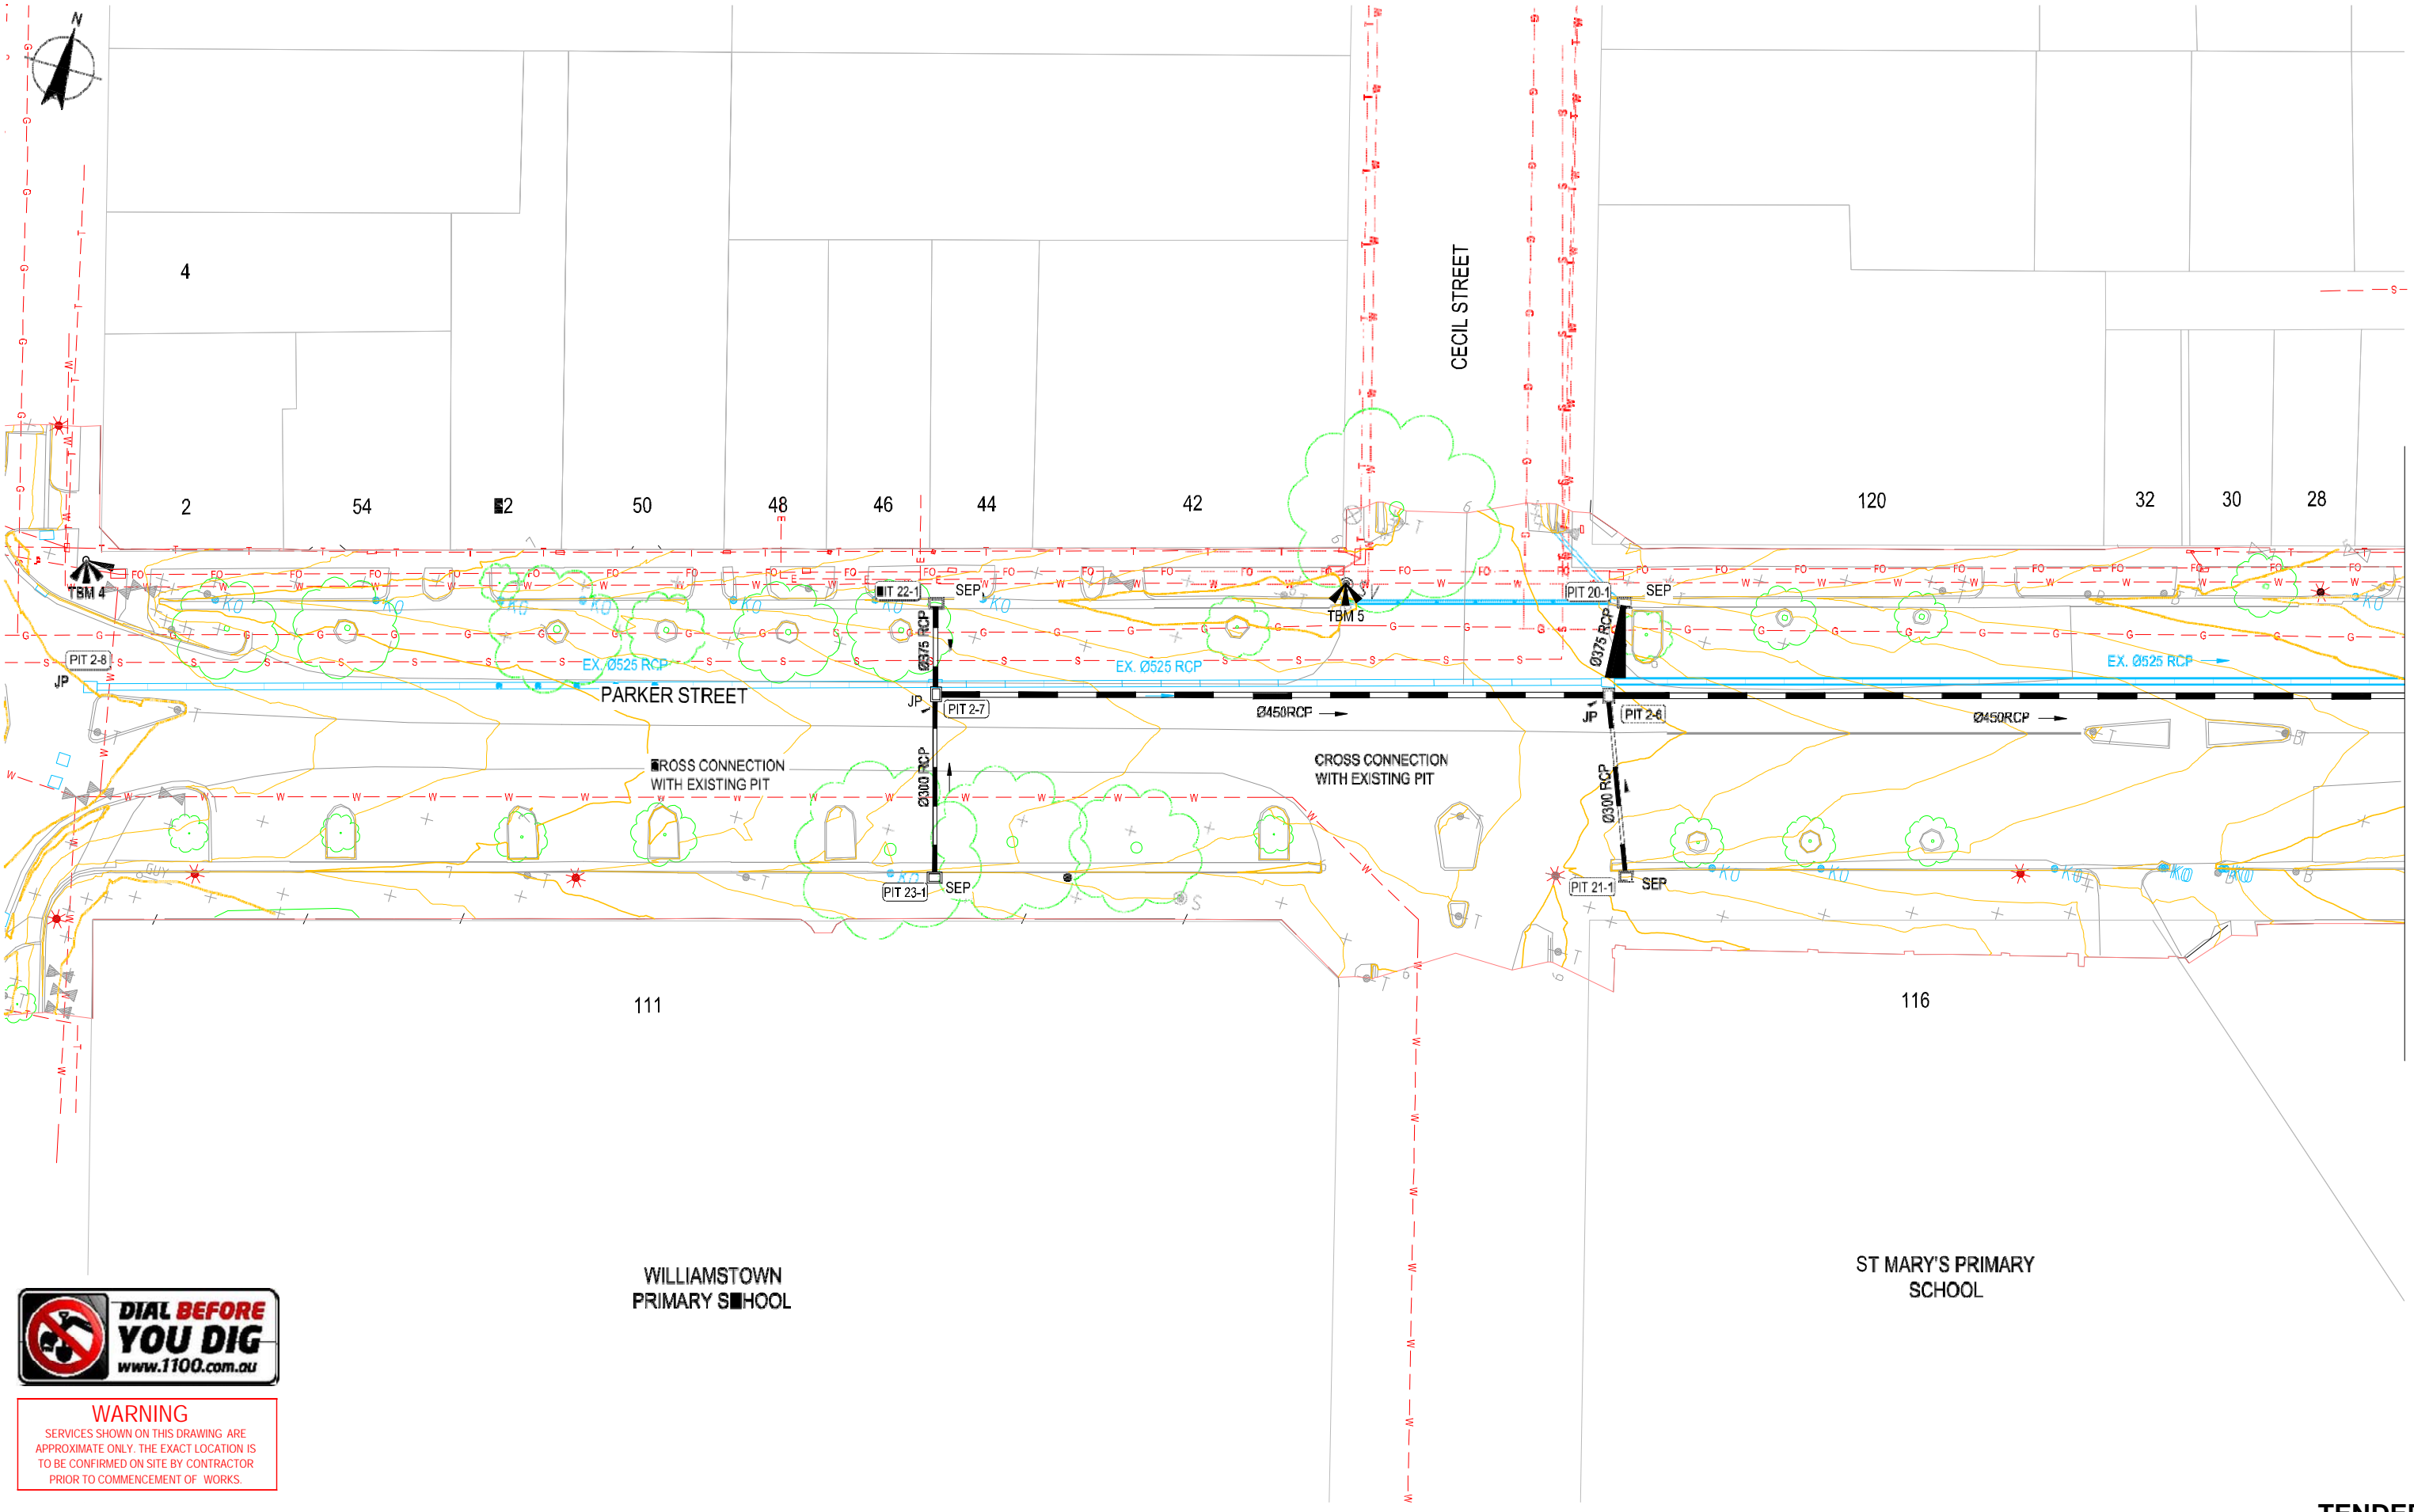 N
4
CECIL STREET
2
54
50
48
46
44
42
120
32
30
28
TBM 4
SEP
TBM 5
PIT 20-1
SEP
Ø375 RCP
Ø375 RCP
PIT 2-8
JP
EX. Ø525 RCP
EX. Ø525 RCP
EX. Ø525 RCP
PARKER STREET
JP
PIT 2-7
Ø450RCP
JP
PIT 2-6
Ø450RCP
CROSS CONNECTION
WITH EXISTING PIT
Ø300 RCP
CROSS CONNECTION
WITH EXISTING PIT
Ø300 RCP
GUY
PIT 23-1
SEP
PIT 21-1
SEP
111
116
WILLIAMSTOWN
PRIMARY SCHOOL
ST MARY'S PRIMARY
SCHOOL
DIAL BEFORE
YOU DIG
www.1100.com.au
WARNING
SERVICES SHOWN ON THIS DRAWING ARE
APPROXIMATE ONLY. THE EXACT LOCATION IS
TO BE CONFIRMED ON SITE BY CONTRACTOR
PRIOR TO COMMENCEMENT OF WORKS.